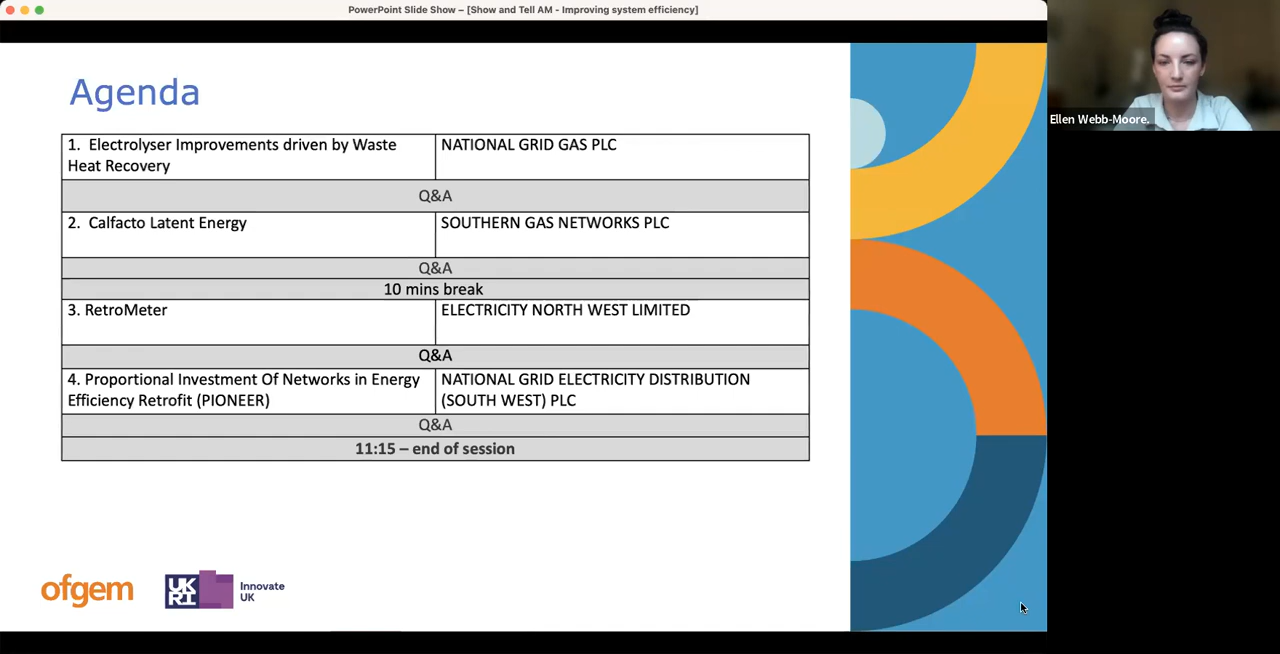 PowerPoint Slide Show – [Show and Tell AM - Improving system efficiency]
Agenda
1. Electrolyser Improvements driven by Waste
Heat Recovery
NATIONAL GRID GAS PLC
Q&A
2. Calfacto Latent Energy
SOUTHERN GAS NETWORKS PLC
Q&A
10 mins break
3. RetroMeter
ELECTRICITY NORTH WEST LIMITED
Q&A
4. Proportional Investment Of Networks in Energy
Efficiency Retrofit (PIONEER)
NATIONAL GRID ELECTRICITY DISTRIBUTION
(SOUTH WEST) PLC
Q&A
11:15 – end of session
ofgem
UK
RI
Innovate
UK
Ellen Webb-Moore.